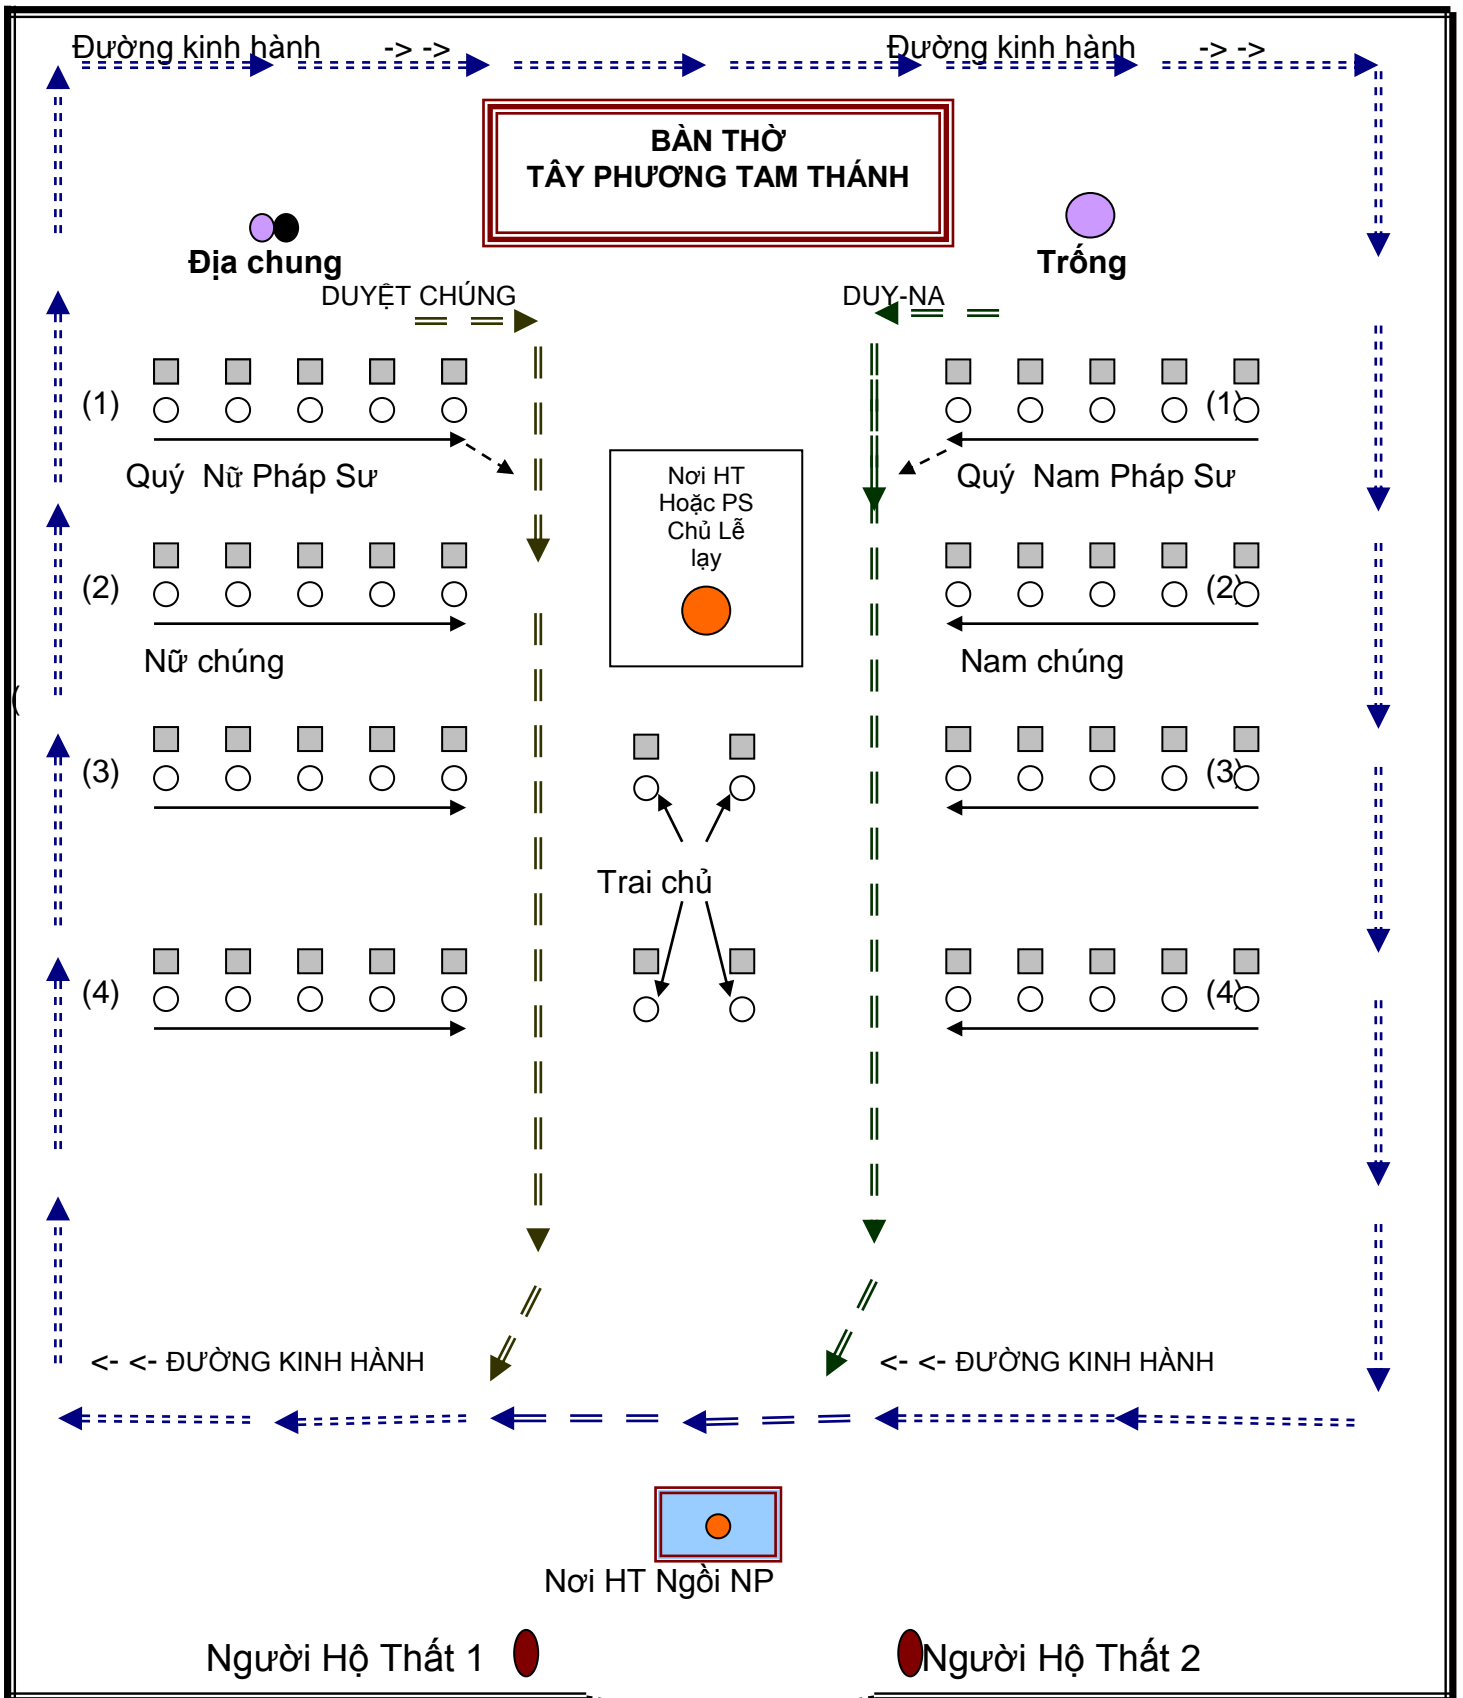 Đường kinh hành -> -> Đường kinh hành -> ->
BÀN THỜ
TÂY PHƯƠNG TAM THÁNH
Địa chung Trống
DUYỆT CHÚNG DUY-NA
(1) (1)
Quý Nữ Pháp Sư Quý Nam Pháp Sư
Nơi HT
Hoặc PS
Chủ Lễ
lạy
(2) (2)
Nữ chúng Nam chúng
(
(3) (3)
Trai chủ
(4) (4)
<- <- ĐƯỜNG KINH HÀNH <- <- ĐƯỜNG KINH HÀNH
Nơi HT Ngồi NP
Người Hộ Thất 1 Người Hộ Thất 2